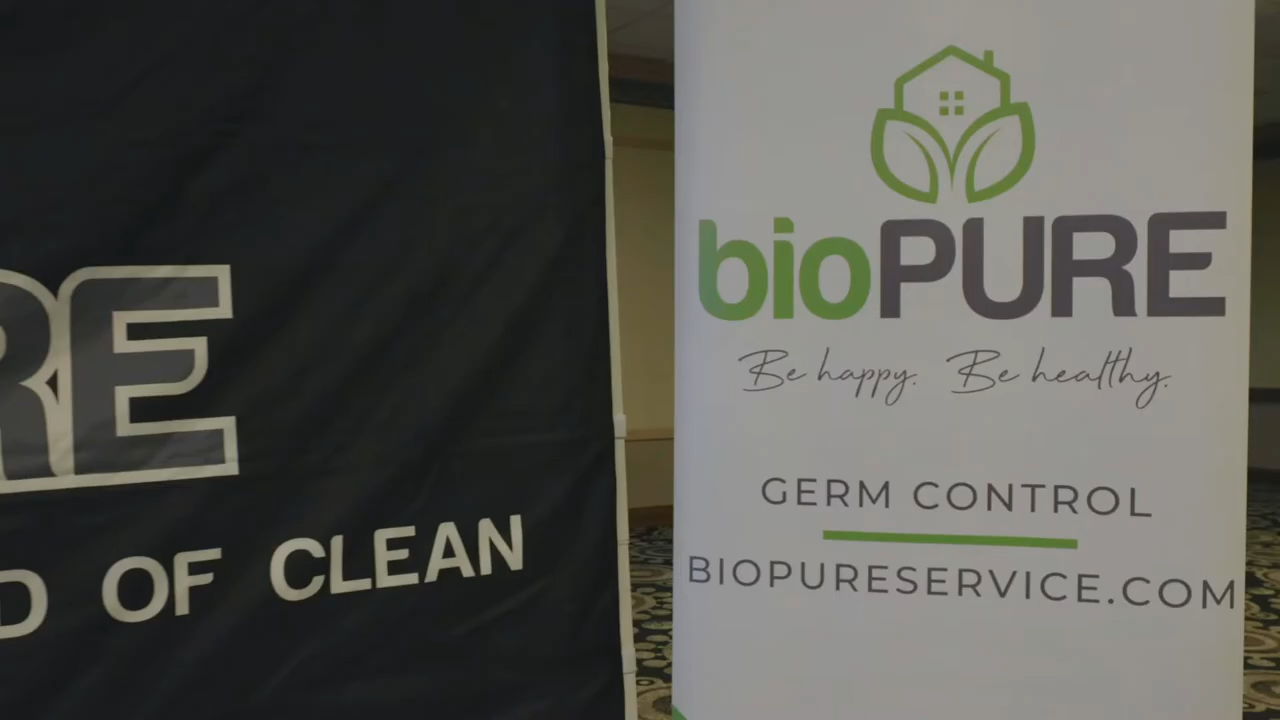 RE
D OF CLEAN
bioPURE
Be happy. Be healthy.
GERM CONTROL
BIOPURESERVICE.COM